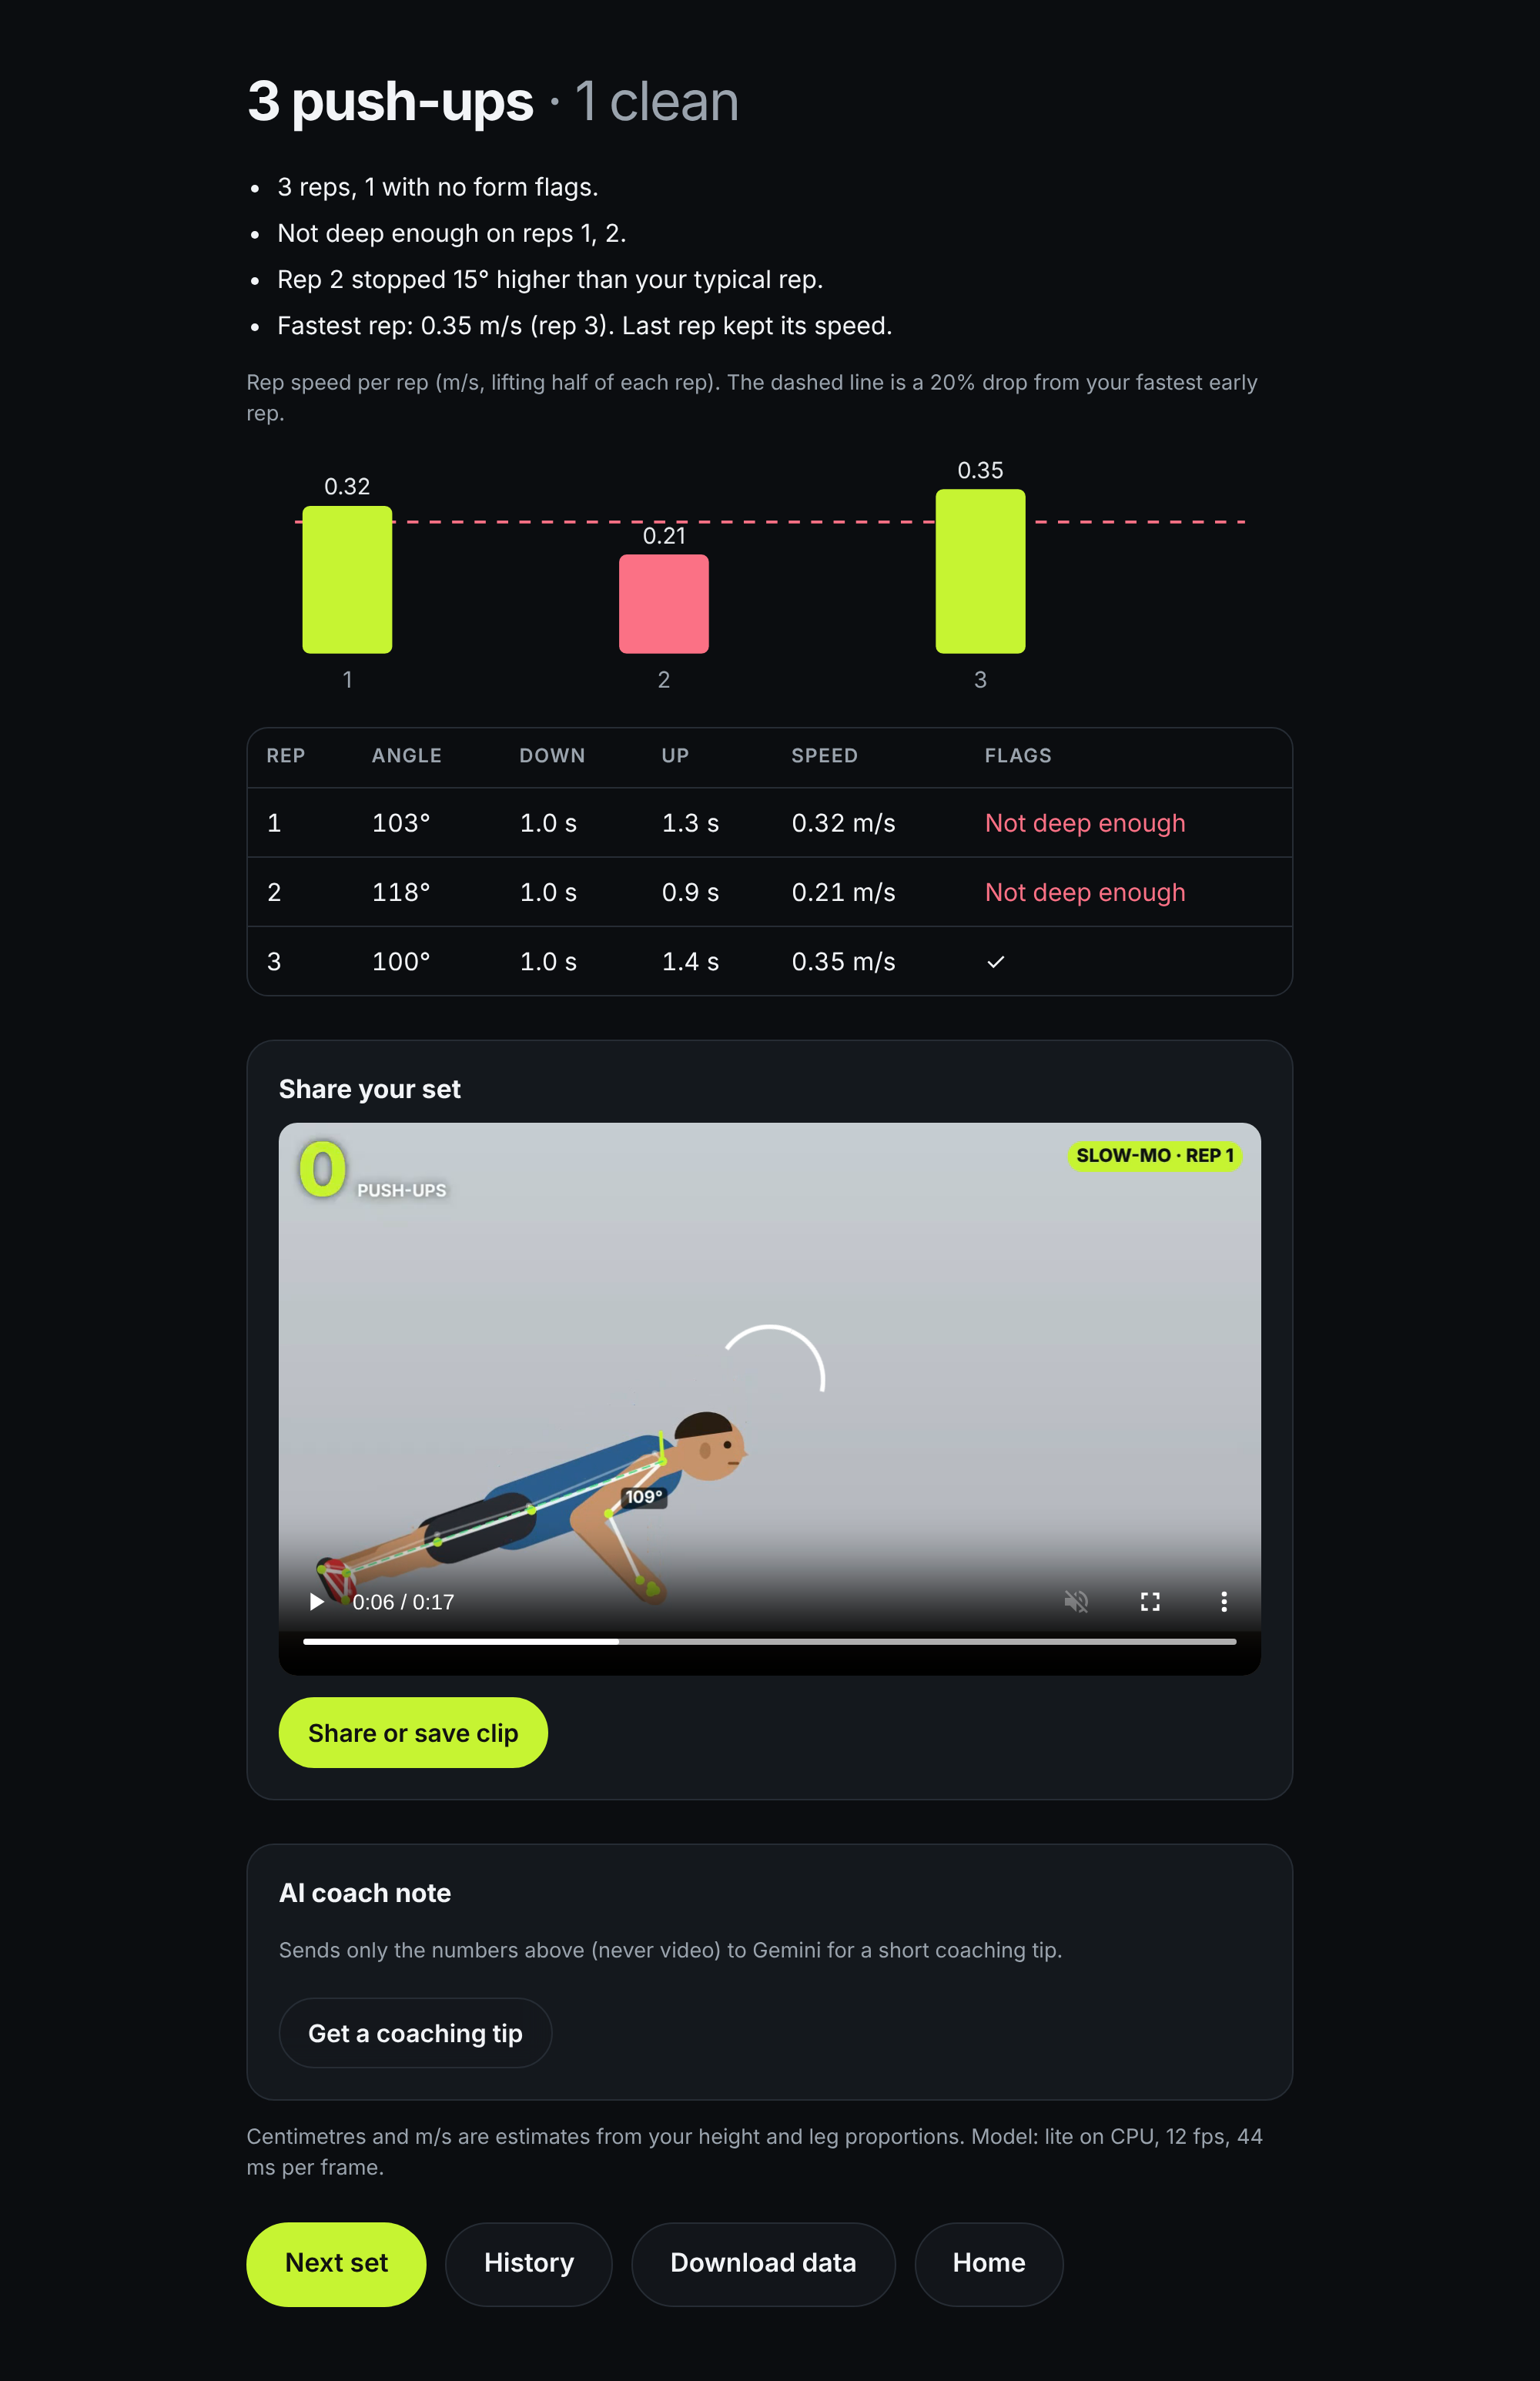 3 push-ups · 1 clean
• 3 reps, 1 with no form flags.
• Not deep enough on reps 1, 2.
• Rep 2 stopped 15° higher than your typical rep.
• Fastest rep: 0.35 m/s (rep 3). Last rep kept its speed.
Rep speed per rep (m/s, lifting half of each rep). The dashed line is a 20% drop from your fastest early
rep.
0.32
0.21
0.35
1
2
3
REP ANGLE DOWN UP SPEED FLAGS
1 103° 1.0 s 1.3 s 0.32 m/s Not deep enough
2 118° 1.0 s 0.9 s 0.21 m/s Not deep enough
3 100° 1.0 s 1.4 s 0.35 m/s ✓
Share your set
0 PUSH-UPS
SLOW-MO · REP 1
109°
0:06 / 0:17
Share or save clip
AI coach note
Sends only the numbers above (never video) to Gemini for a short coaching tip.
Get a coaching tip
Centimetres and m/s are estimates from your height and leg proportions. Model: lite on CPU, 12 fps, 44
ms per frame.
Next set
History
Download data
Home